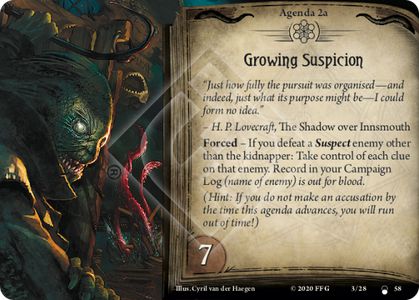 Agenda 2a
Growing Suspicion
"Just how fully the pursuit was organised—and
indeed, just what its purpose might be—I could
form no idea."
– H. P. Lovecraft, The Shadow over Innsmouth
Forced – If you defeat a Suspect enemy other
than the kidnapper: Take control of each clue
on that enemy. Record in your Campaign
Log (name of enemy) is out for blood.
(Hint: If you do not make an accusation by
the time this agenda advances, you will run
out of time!)
7
Illus. Cyril van der Haegen
© 2020 FFG
3/28
58